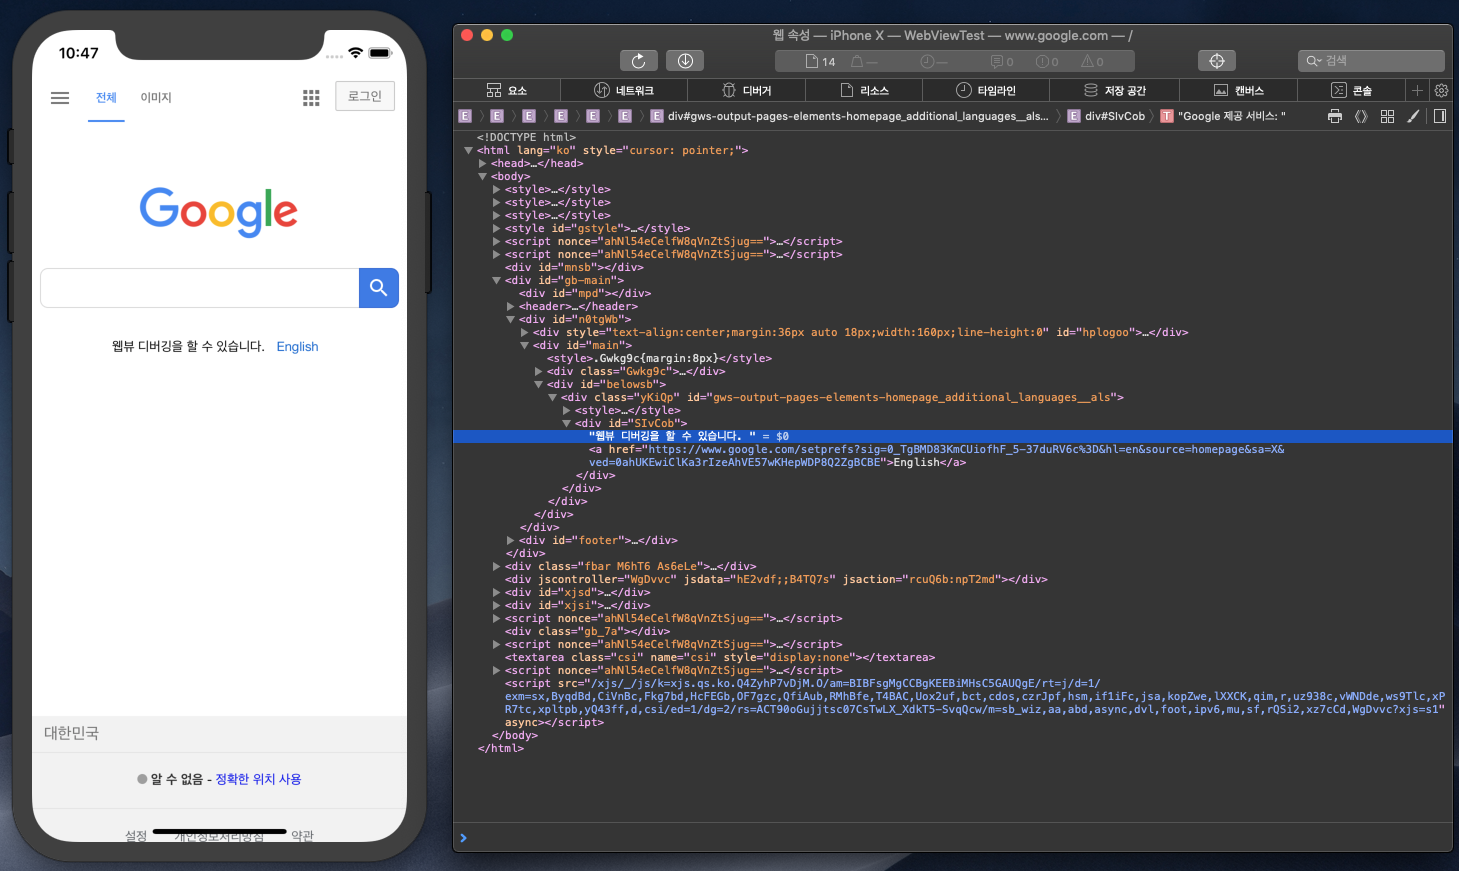 10:47
전체 이미지 로그인
Google
웹뷰 디버깅을 할 수 있습니다. English
대한민국
알 수 없음 - 정확한 위치 사용
설정 개인정보처리방침 약관
웹 속성 — iPhone X — WebViewTest — www.google.com — /
14 — — 0 0 0 검색
요소 네트워크 디버거 리소스 타임라인 저장 공간 캔버스 콘솔
E E E E E E E div#gws-output-pages-elements-homepage_additional_languages__als... E div#SIvCob T "Google 제공 서비스: "
<!DOCTYPE html>
<html lang="ko" style="cursor: pointer;">
<head>…</head>
<body>
<style>…</style>
<style>…</style>
<style>…</style>
<style id="gstyle">…</style>
<script nonce="ahNl54eCelfW8qVnZtSjug==">…</script>
<script nonce="ahNl54eCelfW8qVnZtSjug==">…</script>
<div id="mnsb"></div>
<div id="gb-main">
<div id="mpd"></div>
<header>…</header>
<div id="n0tgWb">
<div style="text-align:center;margin:36px auto 18px;width:160px;line-height:0" id="hplogoo">…</div>
<div id="main">
<style>.Gwkg9c{margin:8px}</style>
<div class="Gwkg9c">…</div>
<div id="belowsb">
<div class="yKiQp" id="gws-output-pages-elements-homepage_additional_languages__als">
<style>…</style>
<div id="SIvCob">
"웹뷰 디버깅을 할 수 있습니다. " = $0
<a href="https://www.google.com/setprefs?sig=0_TgBMD83KmCUiofhF_5-37duRV6c%3D&hl=en&source=homepage&sa=X&
ved=0ahUKEwiClKa3rIzeAhVE57wKHepWDP8Q2ZgBCBE">English</a>
</div>
</div>
</div>
</div>
</div>
<div id="footer">…</div>
</div>
<div class="fbar M6hT6 As6eLe">…</div>
<div jscontroller="WgDvvc" jsdata="hE2vdf;;B4TQ7s" jsaction="rcuQ6b:npT2md"></div>
<div id="xjsd">…</div>
<div id="xjsi">…</div>
<script nonce="ahNl54eCelfW8qVnZtSjug==">…</script>
<div class="gb_7a"></div>
<script nonce="ahNl54eCelfW8qVnZtSjug==">…</script>
<textarea class="csi" name="csi" style="display:none"></textarea>
<script nonce="ahNl54eCelfW8qVnZtSjug==">…</script>
<script src="/xjs/_/js/k=xjs.qs.ko.Q4ZyhP7vDjM.O/am=BIBFsgMgCCBgKEEBiMHsC5GAUQgE/rt=j/d=1/
exm=sx,ByqdBd,CiVnBc,Fkg7bd,HcFEGb,OF7gzc,QfiAub,RMhBfe,T4BAC,Uox2uf,bct,cdos,czrJpf,hsm,if1iFc,jsa,kopZwe,lXXCK,qim,r,uz938c,vWNDde,ws9Tlc,xP
R7tc,xpltpb,yQ43ff,d,csi/ed=1/dg=2/rs=ACT90oGujjtsc07CsTwLX_XdkT5-SvqQcw/m=sb_wiz,aa,abd,async,dvl,foot,ipv6,mu,sf,rQSi2,xz7cCd,WgDvvc?xjs=s1"
async></script>
</body>
</html>